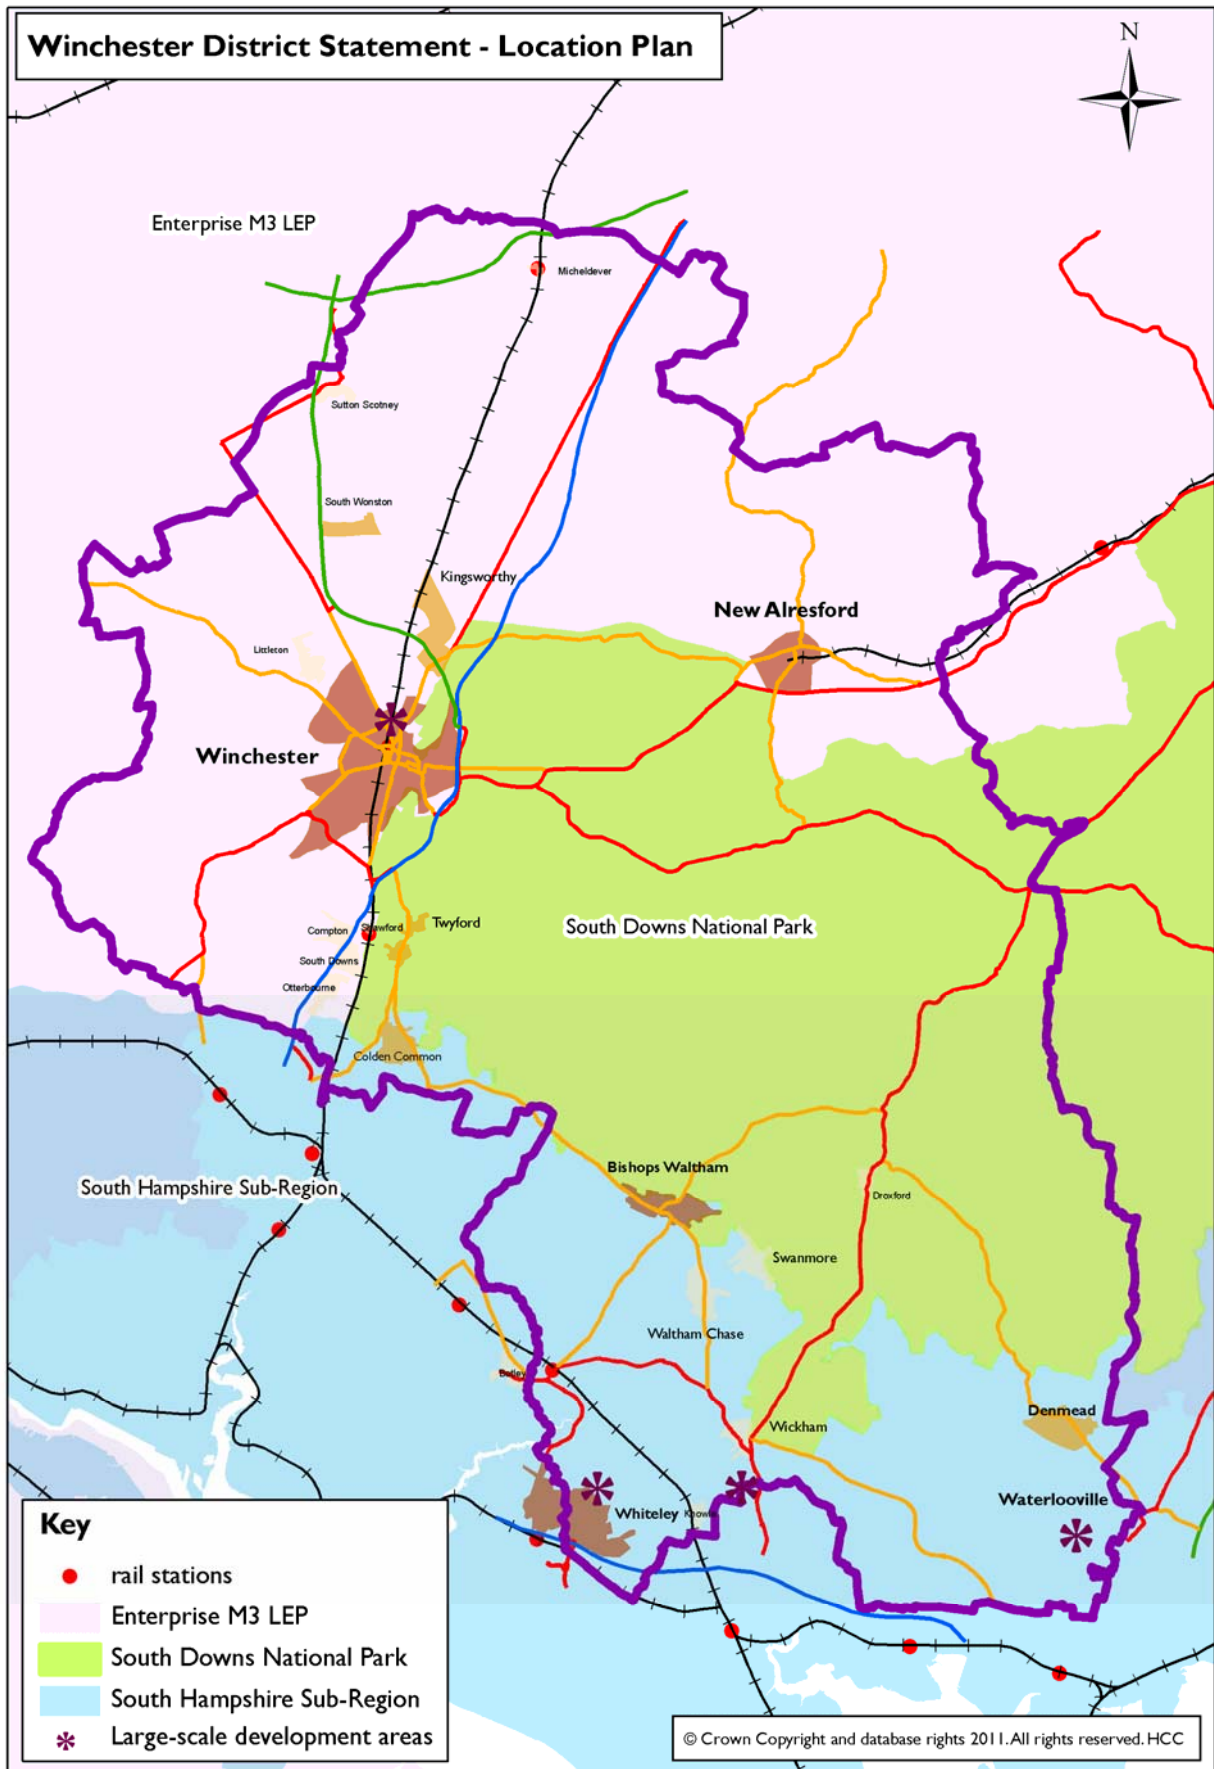 Winchester District Statement - Location Plan
N
Enterprise M3 LEP
Micheldever
Sutton Scotney
South Wonston
Kingsworthy
New Alresford
Littleton
Winchester
Twyford
Shawford
Compton
South Downs National Park
South Downs
Otterbourne
Colden Common
Bishops Waltham
South Hampshire Sub-Region
Droxford
Swanmore
Waltham Chase
Botley
Denmead
Wickham
Waterlooville
Whiteley
Knowle
Key
rail stations
Enterprise M3 LEP
South Downs National Park
South Hampshire Sub-Region
Large-scale development areas
© Crown Copyright and database rights 2011. All rights reserved. HCC